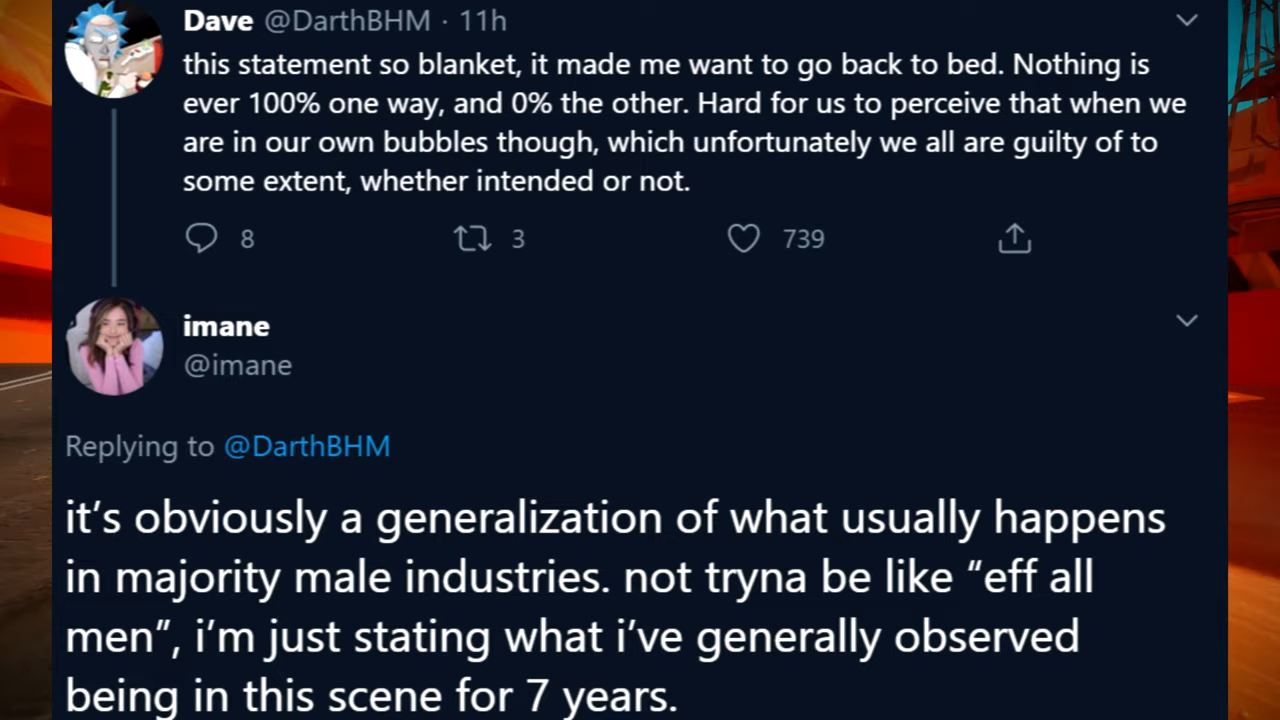 Dave @DarthBHM · 11h
this statement so blanket, it made me want to go back to bed. Nothing is
ever 100% one way, and 0% the other. Hard for us to perceive that when we
are in our own bubbles though, which unfortunately we all are guilty of to
some extent, whether intended or not.
8 3 739
imane
@imane
Replying to @DarthBHM
it’s obviously a generalization of what usually happens
in majority male industries. not tryna be like “eff all
men”, i’m just stating what i’ve generally observed
being in this scene for 7 years.